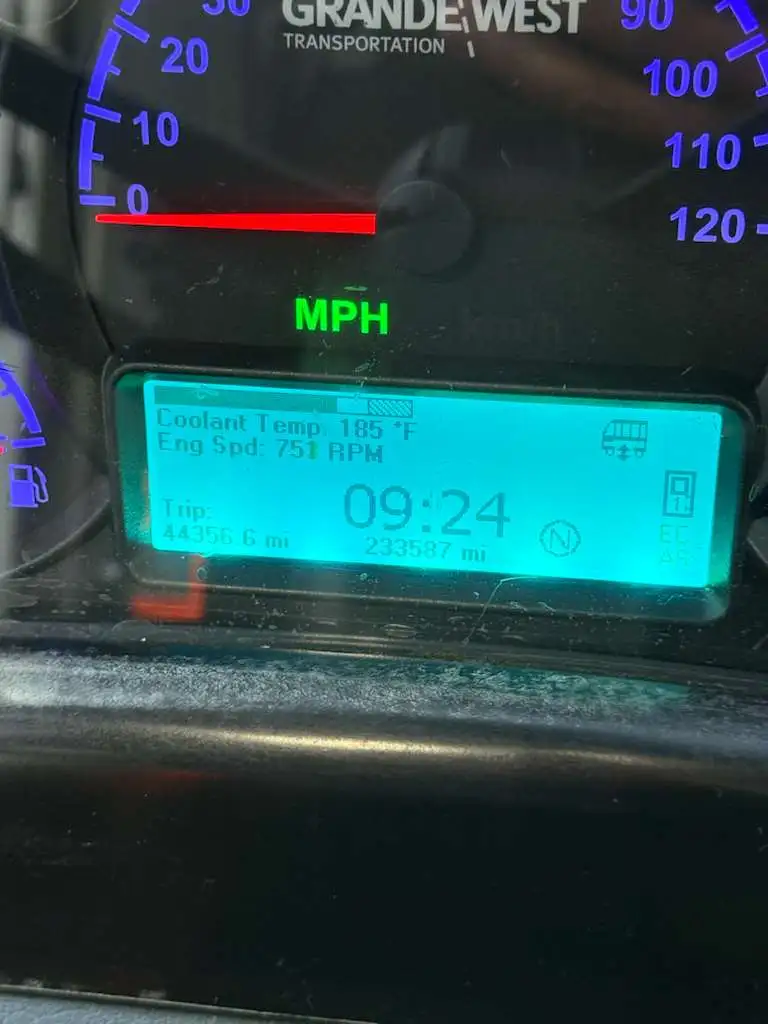 30
GRANDE WEST
90
TRANSPORTATION
20
100
10
110
0
120
MPH
Coolant Temp: 185 °F
Eng Spd: 751 RPM
1
Trip:
09:24
44356.6 mi
233587 mi
N